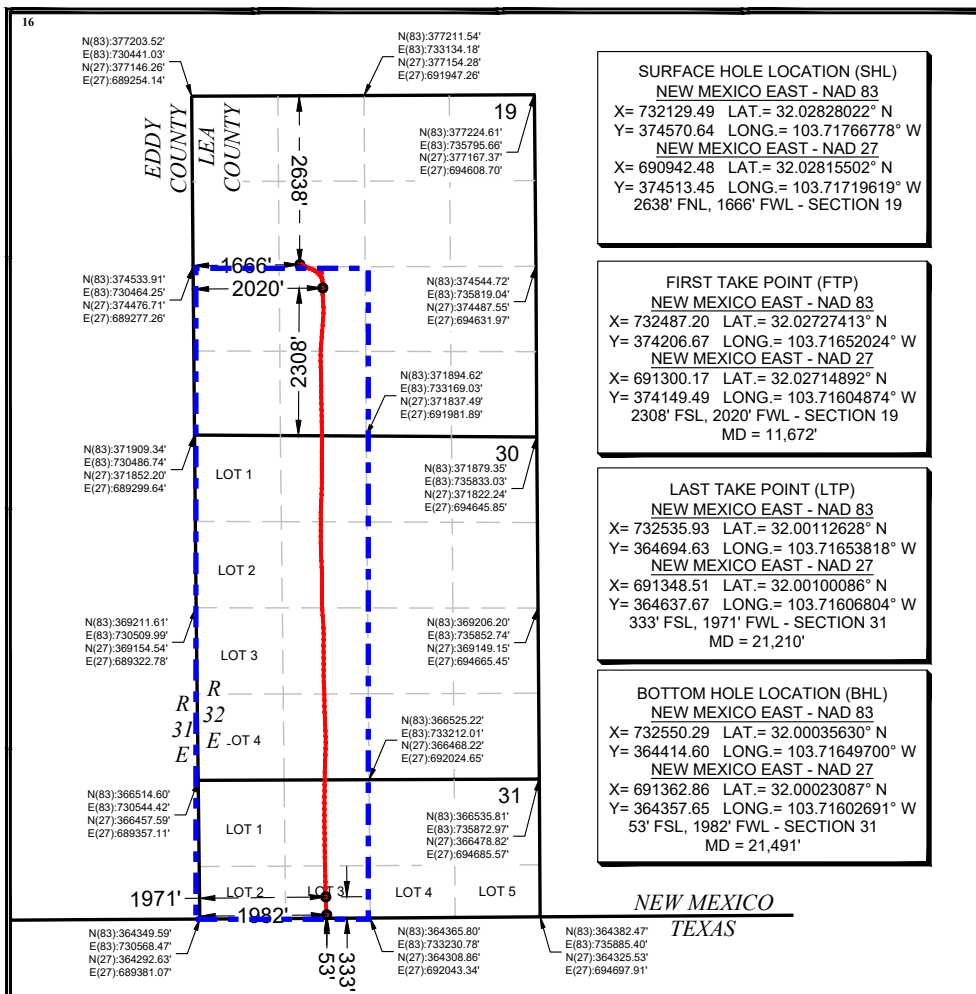 16
N(83):377203.52'
E(83):730441.03'
N(27):377146.26'
E(27):689254.14'
N(83):377211.54'
E(83):733134.18'
N(27):377154.28'
E(27):691947.26'
EDDY
COUNTY
LEA
COUNTY
19
N(83):377224.61'
E(83):735795.66'
N(27):377167.37'
E(27):694608.70'
2638'
1666'
2020'
2308'
N(83):374533.91'
E(83):730464.25'
N(27):374476.71'
E(27):689277.26'
N(83):374544.72'
E(83):735819.04'
N(27):374487.55'
E(27):694631.97'
N(83):371894.62'
E(83):733169.03'
N(27):371837.49'
E(27):691981.89'
N(83):371909.34'
E(83):730486.74'
N(27):371852.20'
E(27):689299.64'
30
N(83):371879.35'
E(83):735833.03'
N(27):371822.24'
E(27):694645.85'
LOT 1
LOT 2
N(83):369211.61'
E(83):730509.99'
N(27):369154.54'
E(27):689322.78'
N(83):369206.20'
E(83):735852.74'
N(27):369149.15'
E(27):694665.45'
LOT 3
R
31
E
R
32
E
LOT 4
N(83):366525.22'
E(83):733212.01'
N(27):366468.22'
E(27):692024.65'
N(83):366514.60'
E(83):730544.42'
N(27):366457.59'
E(27):689357.11'
31
N(83):366535.81'
E(83):735872.97'
N(27):366478.82'
E(27):694685.57'
LOT 1
LOT 2
LOT 3
LOT 4
LOT 5
1971'
1982'
53'
333'
NEW MEXICO
TEXAS
N(83):364349.59'
E(83):730568.47'
N(27):364292.63'
E(27):689381.07'
N(83):364365.80'
E(83):733230.78'
N(27):364308.86'
E(27):692043.34'
N(83):364382.47'
E(83):735885.40'
N(27):364325.53'
E(27):694697.91'
SURFACE HOLE LOCATION (SHL)
NEW MEXICO EAST - NAD 83
X= 732129.49 LAT.= 32.02828022° N
Y= 374570.64 LONG.= 103.71766778° W
NEW MEXICO EAST - NAD 27
X= 690942.48 LAT.= 32.02815502° N
Y= 374513.45 LONG.= 103.71719619° W
2638' FNL, 1666' FWL - SECTION 19
FIRST TAKE POINT (FTP)
NEW MEXICO EAST - NAD 83
X= 732487.20 LAT.= 32.02727413° N
Y= 374206.67 LONG.= 103.71652024° W
NEW MEXICO EAST - NAD 27
X= 691300.17 LAT.= 32.02714892° N
Y= 374149.49 LONG.= 103.71604874° W
2308' FSL, 2020' FWL - SECTION 19
MD = 11,672'
LAST TAKE POINT (LTP)
NEW MEXICO EAST - NAD 83
X= 732535.93 LAT.= 32.00112628° N
Y= 364694.63 LONG.= 103.71653818° W
NEW MEXICO EAST - NAD 27
X= 691348.51 LAT.= 32.00100086° N
Y= 364637.67 LONG.= 103.71606804° W
333' FSL, 1971' FWL - SECTION 31
MD = 21,210'
BOTTOM HOLE LOCATION (BHL)
NEW MEXICO EAST - NAD 83
X= 732550.29 LAT.= 32.00035630° N
Y= 364414.60 LONG.= 103.71649700° W
NEW MEXICO EAST - NAD 27
X= 691362.86 LAT.= 32.00023087° N
Y= 364357.65 LONG.= 103.71602691° W
53' FSL, 1982' FWL - SECTION 31
MD = 21,491'